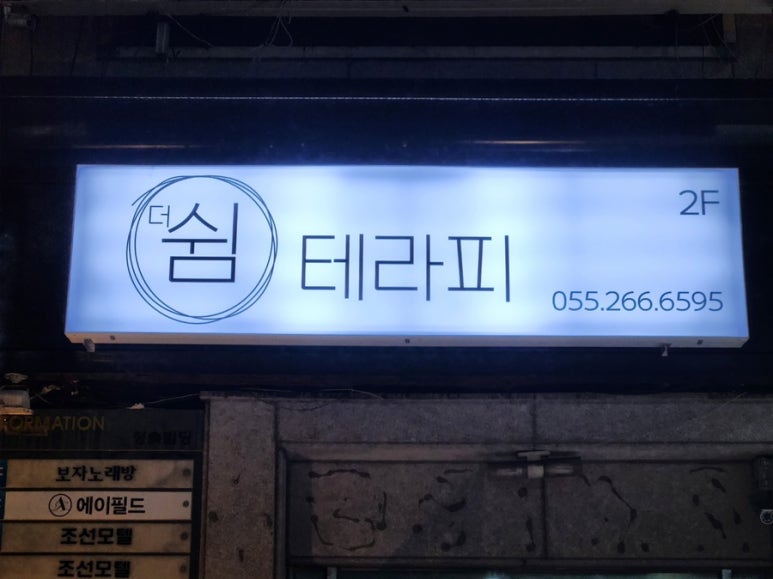 더
쉼 테라피
2F
055.266.6595
ORMATION
보자노래방
에이필드
조선모텔
조선모텔